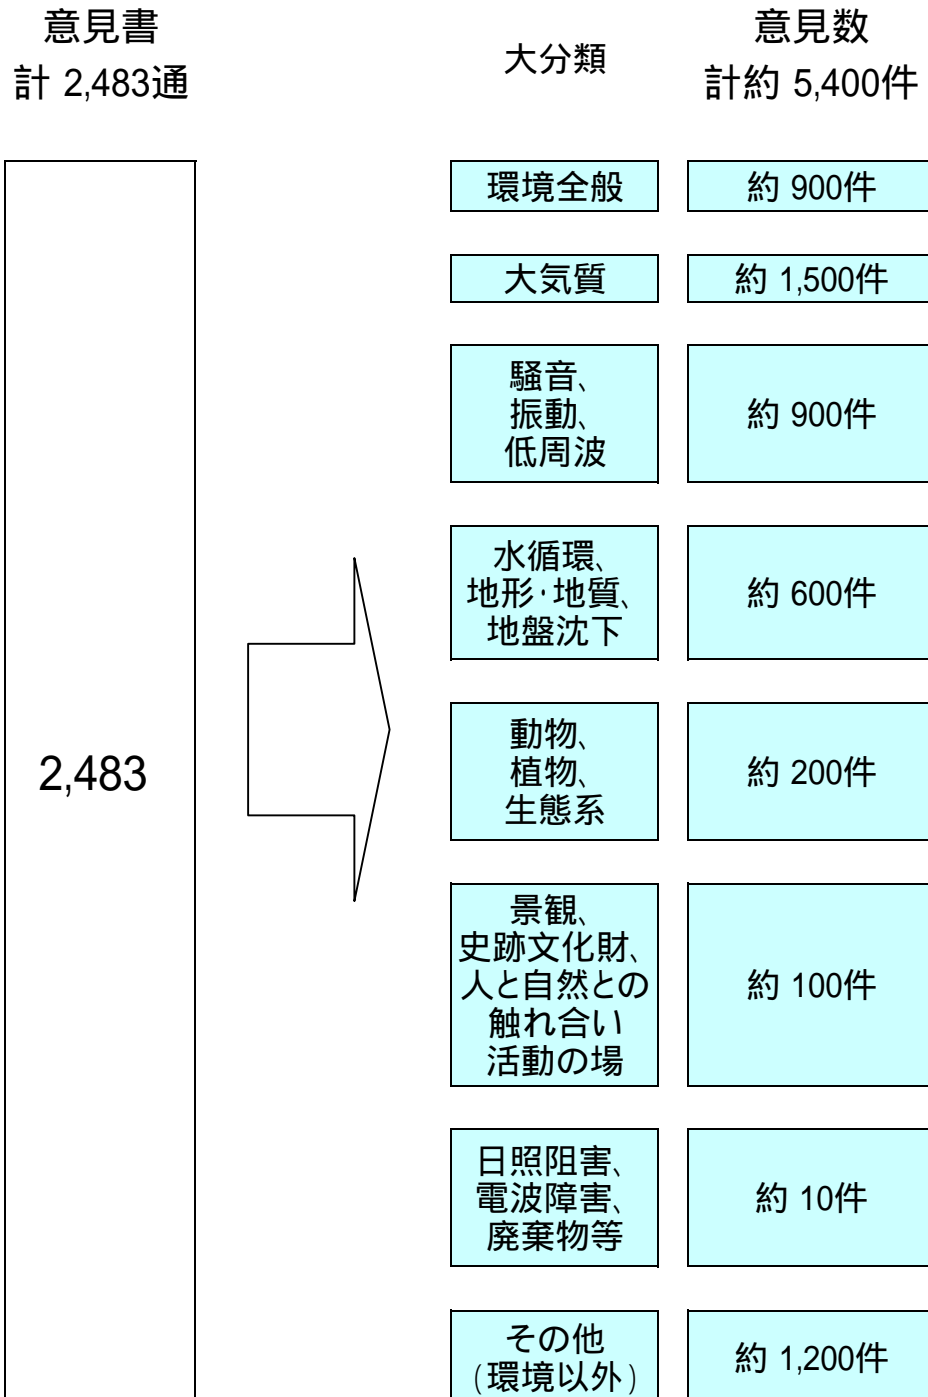 意見書
計 2,483通
大分類
意見数
計約 5,400件
2,483
環境全般
約 900件
大気質
約 1,500件
騒音、
振動、
低周波
約 900件
水循環、
地形・地質、
地盤沈下
約 600件
動物、
植物、
生態系
約 200件
景観、
史跡文化財、
人と自然との
触れ合い
活動の場
約 100件
日照阻害、
電波障害、
廃棄物等
約 10件
その他
(環境以外)
約 1,200件